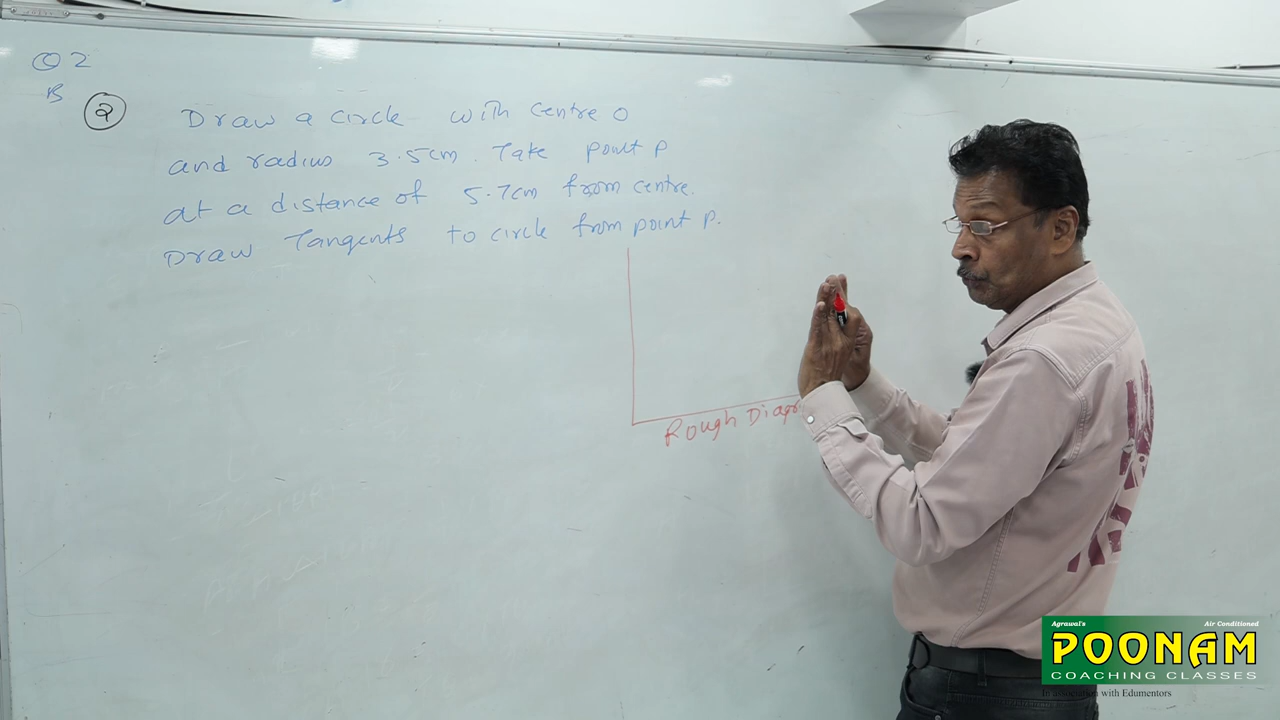 Q2
B
2
Draw a circle with centre O
and radius 3.5cm. Take point P
at a distance of 5.7cm from centre.
Draw Tangents to circle from point P.
Rough Diagr
Agrawal's Air Conditioned
POONAM
COACHING CLASSES
In association with Edumentors